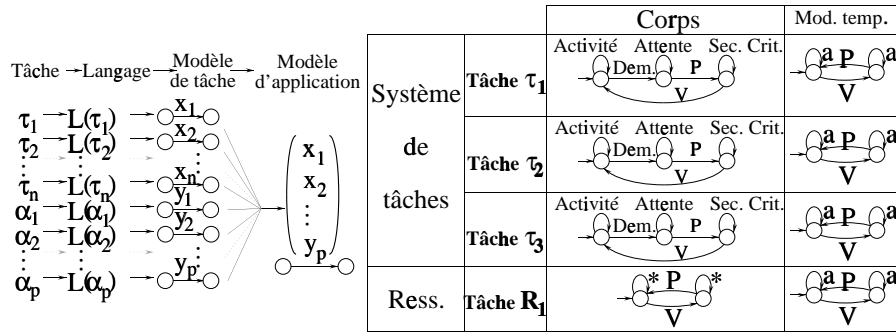 Tâche Langage Modèle de tâche Modèle d'application
τ1 L(τ1) x1
τ2 L(τ2) x2
⋮ ⋮ ⋮
τn L(τn) xn
α1 L(α1) y1
α2 L(α2) y2
⋮ ⋮ ⋮
αp L(αp) yp
x1
x2
⋮
yp
Corps Mod. temp.
Système de tâches
Tâche τ1
Activité Attente Sec. Crit.
Dem. P
V
a P a
V
Tâche τ2
Activité Attente Sec. Crit.
Dem. P
V
a P a
V
Tâche τ3
Activité Attente Sec. Crit.
Dem. P
V
a P a
V
Ress. Tâche R1
* P *
V
a P a
V